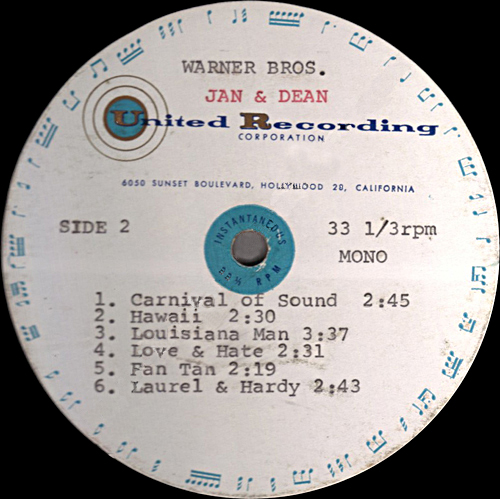 WARNER BROS.
JAN & DEAN
United Recording
CORPORATION
6050 SUNSET BOULEVARD, HOLLYWOOD 28, CALIFORNIA
SIDE 2
33 1/3rpm
MONO
INSTANTANEOUS
RPM
1. Carnival of Sound 2:45
2. Hawaii 2:30
3. Louisiana Man 3:37
4. Love & Hate 2:31
5. Fan Tan 2:19
6. Laurel & Hardy 2:43